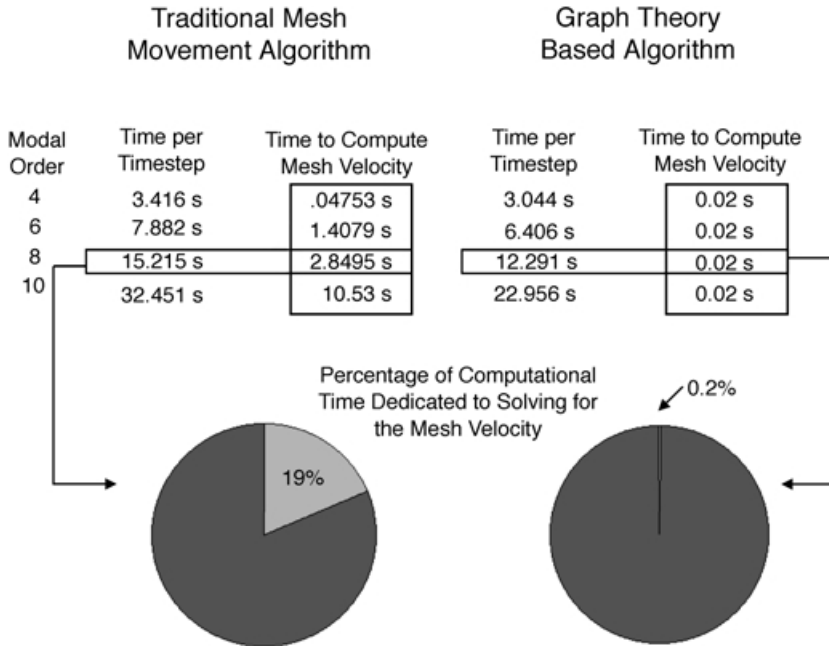 Traditional Mesh
Movement Algorithm
Graph Theory
Based Algorithm
Modal
Order
Time per
Timestep
Time to Compute
Mesh Velocity
Time per
Timestep
Time to Compute
Mesh Velocity
4 3.416 s .04753 s 3.044 s 0.02 s
6 7.882 s 1.4079 s 6.406 s 0.02 s
8 15.215 s 2.8495 s 12.291 s 0.02 s
10 32.451 s 10.53 s 22.956 s 0.02 s
Percentage of Computational
Time Dedicated to Solving for
the Mesh Velocity
19%
0.2%